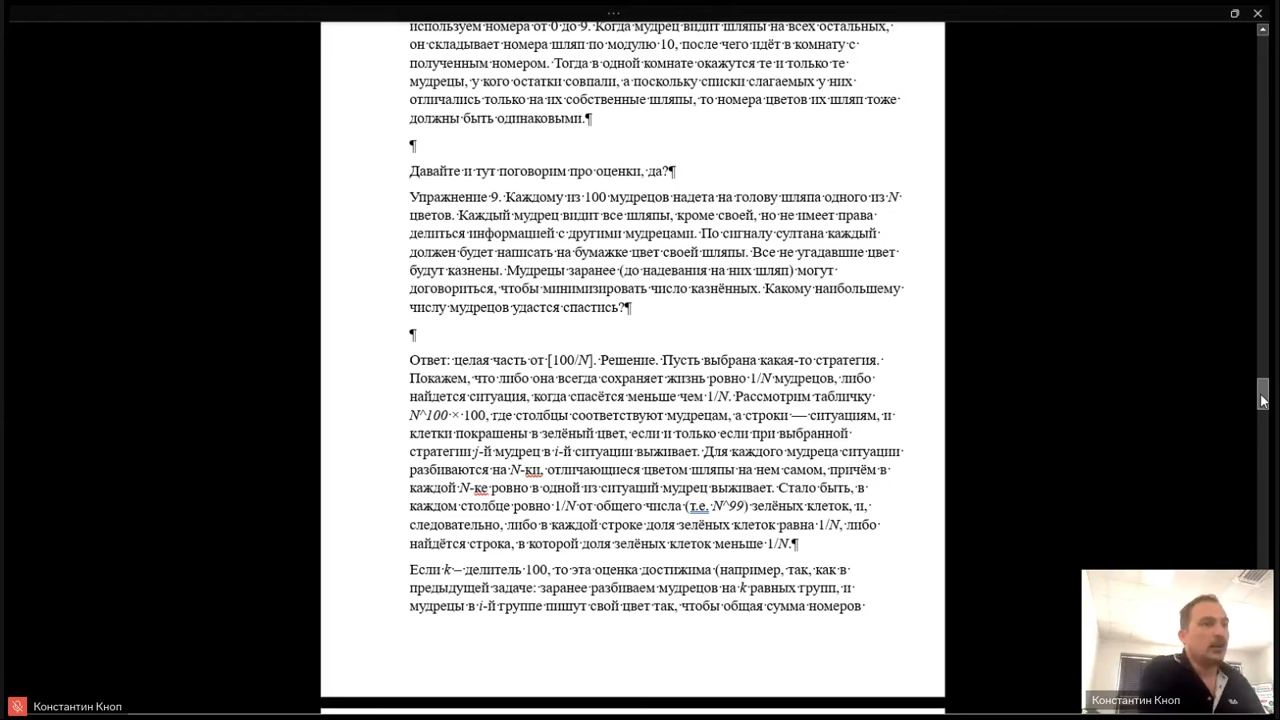 используем номера от 0 до 9. Когда мудрец видит шляпы на всех остальных,
он складывает номера шляп по модулю 10, после чего идёт в комнату с
полученным номером. Тогда в одной комнате окажутся те и только те
мудрецы, у кого остатки совпали, а поскольку списки слагаемых у них
отличались только на их собственные шляпы, то номера цветов их шляп тоже
должны быть одинаковыми.¶
¶
Давайте и тут поговорим про оценки, да?¶
Упражнение 9. Каждому из 100 мудрецов надета на голову шляпа одного из N
цветов. Каждый мудрец видит все шляпы, кроме своей, но не имеет права
делиться информацией с другими мудрецами. По сигналу султана каждый
должен будет написать на бумажке цвет своей шляпы. Все не угадавшие цвет
будут казнены. Мудрецы заранее (до надевания на них шляп) могут
договориться, чтобы минимизировать число казнённых. Какому наибольшему
числу мудрецов удастся спастись?¶
¶
Ответ: целая часть от [100/N]. Решение. Пусть выбрана какая-то стратегия.
Покажем, что либо она всегда сохраняет жизнь ровно 1/N мудрецов, либо
найдется ситуация, когда спасётся меньше чем 1/N. Рассмотрим табличку
N^100 × 100, где столбцы соответствуют мудрецам, а строки — ситуациям, и
клетки покрашены в зелёный цвет, если и только если при выбранной
стратегии j-й мудрец в i-й ситуации выживает. Для каждого мудреца ситуации
разбиваются на N-ки, отличающиеся цветом шляпы на нем самом, причём в
каждой N-ке ровно в одной из ситуаций мудрец выживает. Стало быть, в
каждом столбце ровно 1/N от общего числа (т.е. N^99) зелёных клеток, и,
следовательно, либо в каждой строке доля зелёных клеток равна 1/N, либо
найдётся строка, в которой доля зелёных клеток меньше 1/N.¶
Если k – делитель 100, то эта оценка достижима (например, так, как в
предыдущей задаче: заранее разбиваем мудрецов на k равных групп, и
мудрецы в i-й группе пишут свой цвет так, чтобы общая сумма номеров
Константин Кноп
Константин Кноп